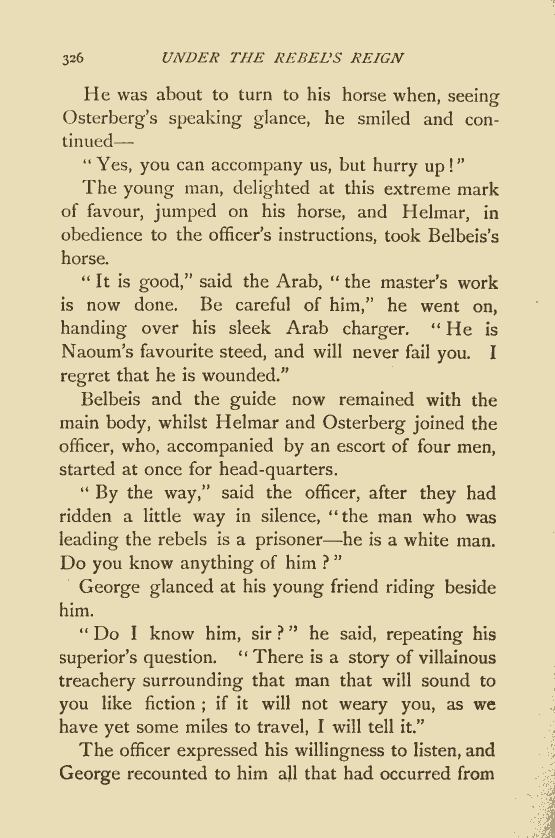 326 UNDER THE REBEL'S REIGN
He was about to turn to his horse when, seeing
Osterberg's speaking glance, he smiled and con-
tinued—
" Yes, you can accompany us, but hurry up ! "
The young man, delighted at this extreme mark
of favour, jumped on his horse, and Helmar, in
obedience to the officer's instructions, took Belbeis's
horse.
" It is good," said the Arab, " the master's work
is now done. Be careful of him," he went on,
handing over his sleek Arab charger. " He is
Naoum's favourite steed, and will never fail you. I
regret that he is wounded."
Belbeis and the guide now remained with the
main body, whilst Helmar and Osterberg joined the
officer, who, accompanied by an escort of four men,
started at once for head-quarters.
" By the way," said the officer, after they had
ridden a little way in silence, " the man who was
leading the rebels is a prisoner—he is a white man.
Do you know anything of him ? "
George glanced at his young friend riding beside
him.
" Do I know him, sir ? " he said, repeating his
superior's question. " There is a story of villainous
treachery surrounding that man that will sound to
you like fiction ; if it will not weary you, as we
have yet some miles to travel, I will tell it."
The officer expressed his willingness to listen, and
George recounted to him all that had occurred from